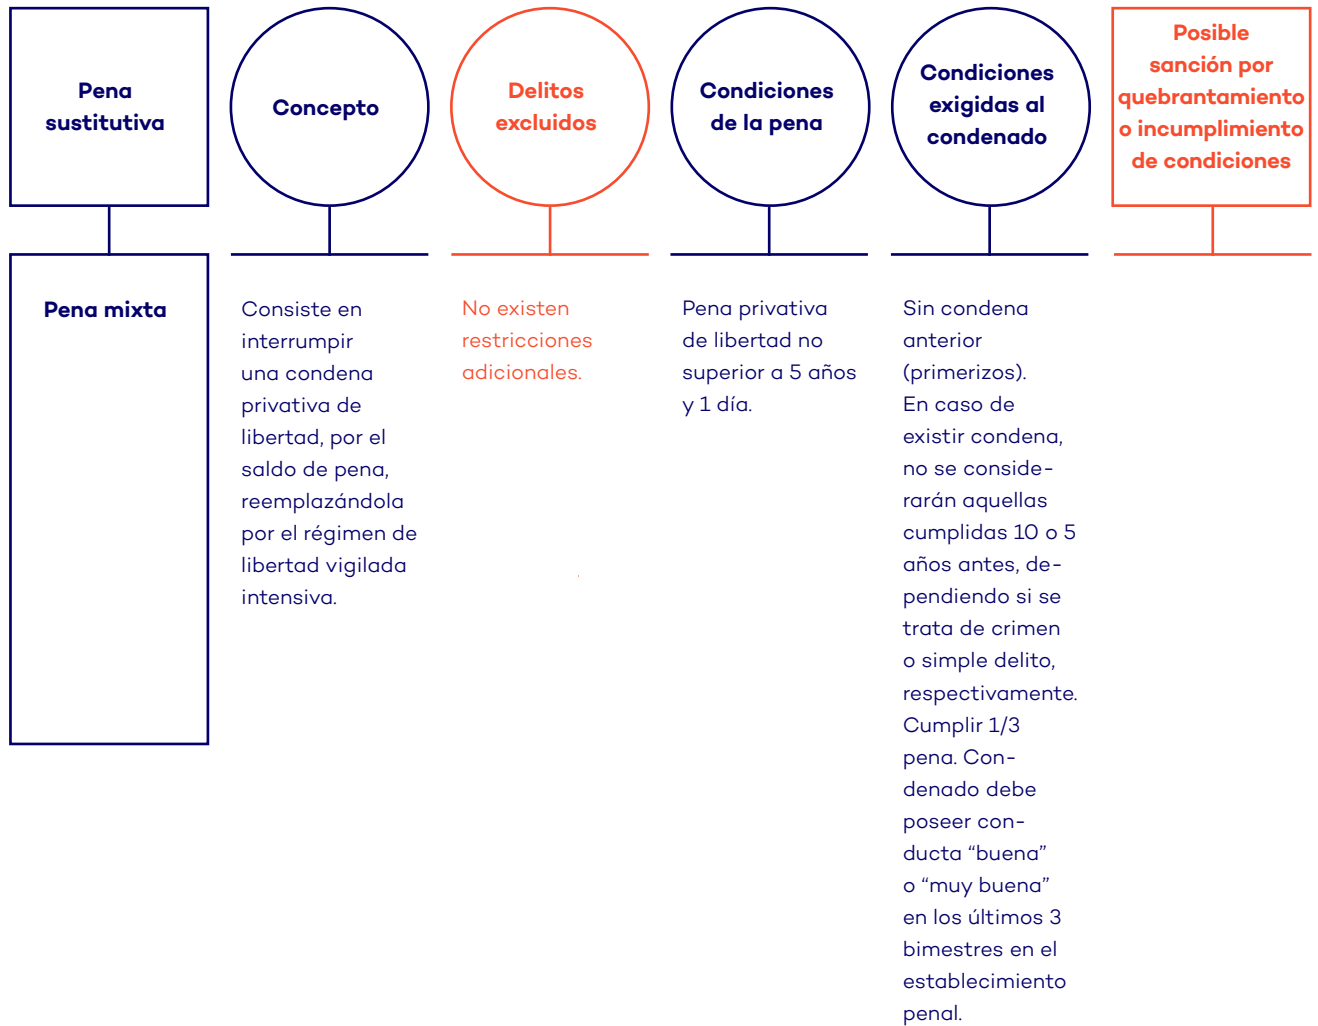 Pena
sustitutiva
Concepto
Delitos
excluidos
Condiciones
de la pena
Condiciones
exigidas al
condenado
Posible
sanción por
quebrantamiento
o incumplimiento
de condiciones
Pena mixta
Consiste en
interrumpir
una condena
privativa de
libertad, por el
saldo de pena,
reemplazándola
por el régimen de
libertad vigilada
intensiva.
No existen
restricciones
adicionales.
Pena privativa
de libertad no
superior a 5 años
y 1 día.
Sin condena
anterior
(primerizos).
En caso de
existir condena,
no se conside-
rarán aquellas
cumplidas 10 o 5
años antes, de-
pendiendo si se
trata de crimen
o simple delito,
respectivamente.
Cumplir 1/3
pena. Con-
denado debe
poseer con-
ducta “buena”
o “muy buena”
en los últimos 3
bimestres en el
establecimiento
penal.